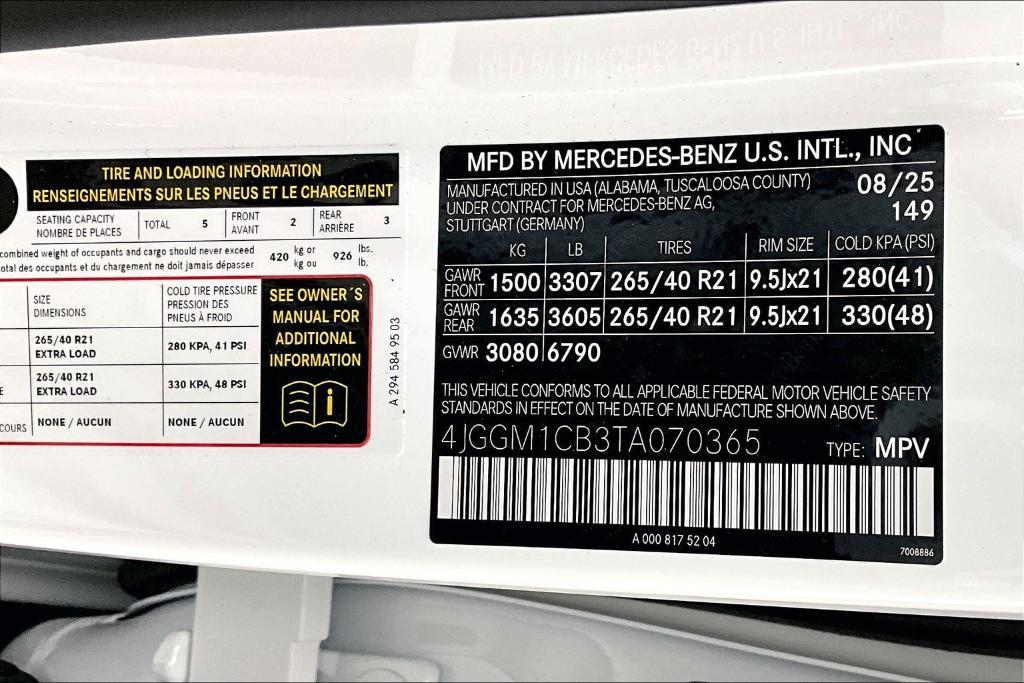 TIRE AND LOADING INFORMATION
RENSEIGNEMENTS SUR LES PNEUS ET LE CHARGEMENT
SEATING CAPACITY
NOMBRE DE PLACES
TOTAL 5
FRONT
AVANT
2
REAR
ARRIÈRE
3
combined weight of occupants and cargo should never exceed
total des occupants et du chargement ne doit jamais dépasser
420 kg or
kg ou
926 lbs.
lb.
SIZE
DIMENSIONS
COLD TIRE PRESSURE
PRESSION DES
PNEUS À FROID
265/40 R21
EXTRA LOAD
280 KPA, 41 PSI
265/40 R21
EXTRA LOAD
330 KPA, 48 PSI
COURS NONE / AUCUN NONE / AUCUN
SEE OWNER´S
MANUAL FOR
ADDITIONAL
INFORMATION
i
A 294 584 95 03
MFD BY MERCEDES-BENZ U.S. INTL., INC
MANUFACTURED IN USA (ALABAMA, TUSCALOOSA COUNTY)
UNDER CONTRACT FOR MERCEDES-BENZ AG,
STUTTGART (GERMANY)
08/25
149
KG LB TIRES RIM SIZE COLD KPA (PSI)
GAWR
FRONT 1500 3307 265/40 R21 9.5Jx21 280(41)
GAWR
REAR 1635 3605 265/40 R21 9.5Jx21 330(48)
GVWR 3080 6790
THIS VEHICLE CONFORMS TO ALL APPLICABLE FEDERAL MOTOR VEHICLE SAFETY
STANDARDS IN EFFECT ON THE DATE OF MANUFACTURE SHOWN ABOVE.
4JGGM1CB3TA070365 TYPE: MPV
A 000 817 52 04
7008886